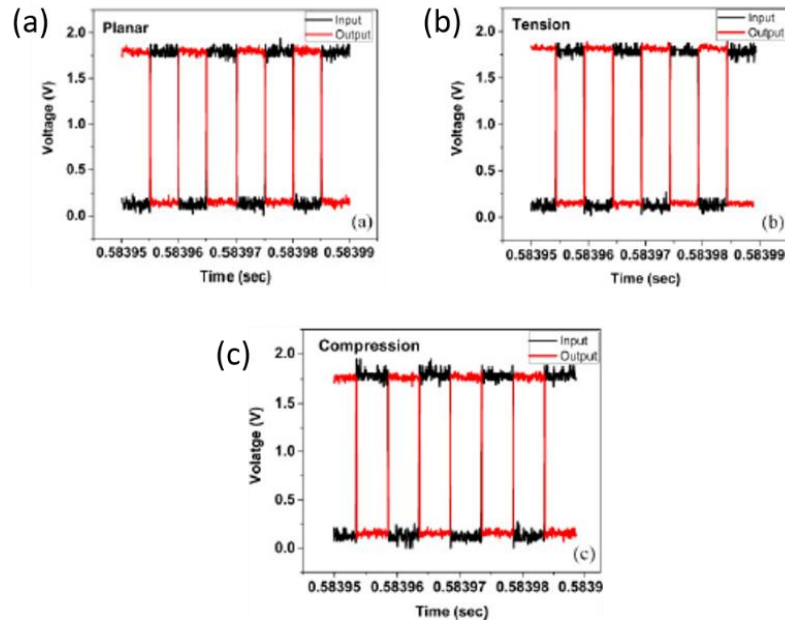 (a)
Planar
Input
Output
Voltage (V)
2.0
1.5
1.0
0.5
0.0
(a)
0.58395 0.58396 0.58397 0.58398 0.58399
Time (sec)
(b)
Tension
Input
Output
Voltage (V)
2.0
1.5
1.0
0.5
0.0
(b)
0.58395 0.58396 0.58397 0.58398 0.58399
Time (sec)
(c)
Compression
Input
Output
Volatge (V)
2.0
1.5
1.0
0.5
0.0
(c)
0.58395 0.58396 0.58397 0.58398 0.5839
Time (sec)